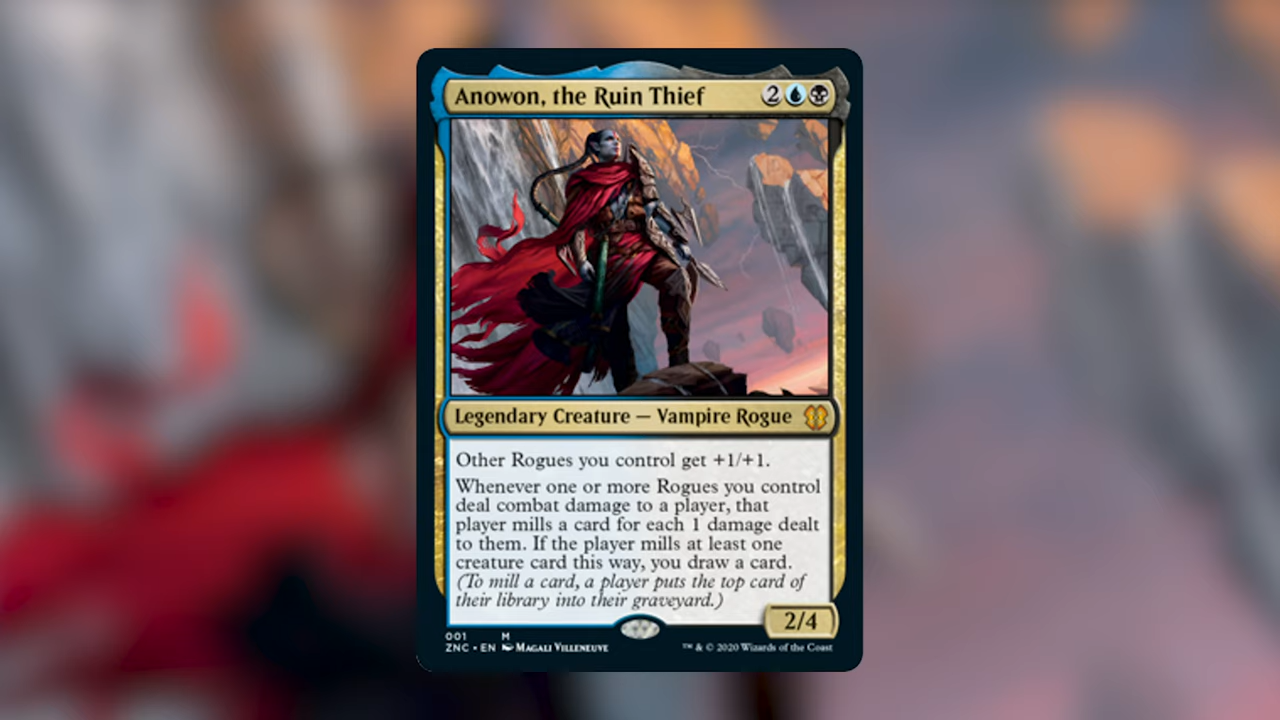 Anowon, the Ruin Thief 2
Legendary Creature — Vampire Rogue
Other Rogues you control get +1/+1.
Whenever one or more Rogues you control
deal combat damage to a player, that
player mills a card for each 1 damage dealt
to them. If the player mills at least one
creature card this way, you draw a card.
(To mill a card, a player puts the top card of
their library into their graveyard.)
2/4
001 M
ZNC • EN Magali Villeneuve ™ & © 2020 Wizards of the Coast